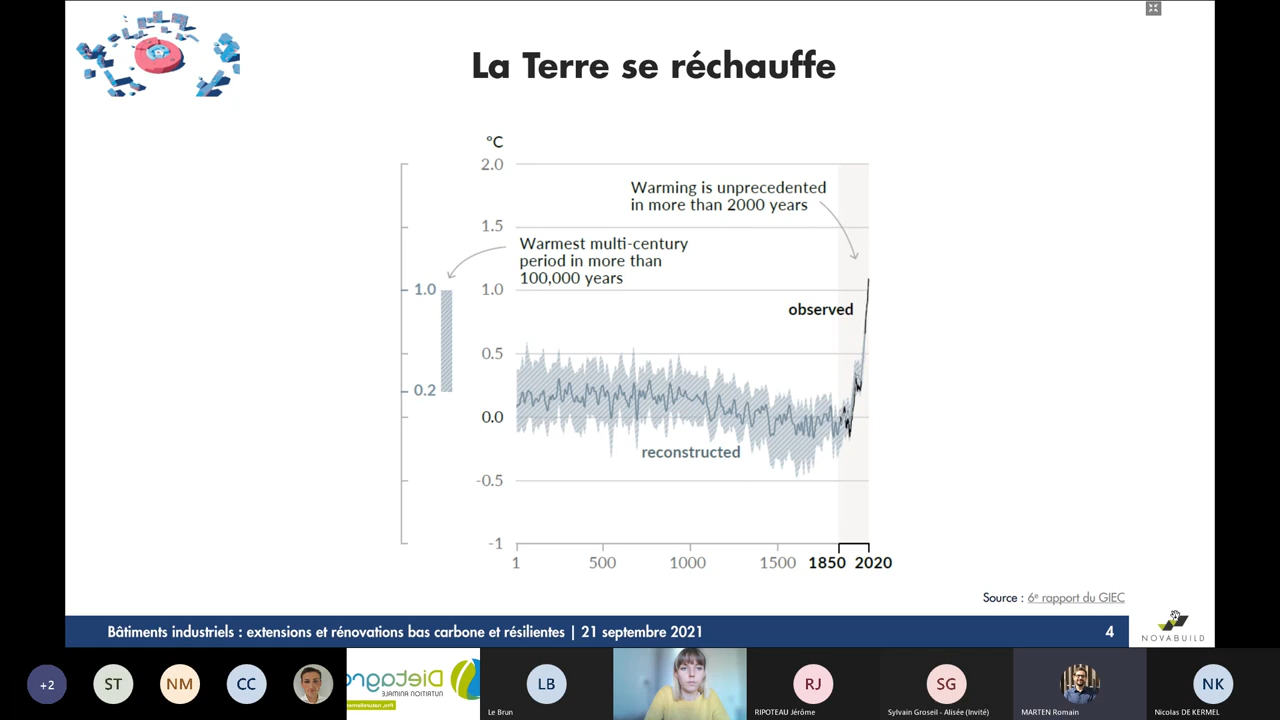 La Terre se réchauffe
°C
2.0
1.5
1.0
0.5
0.0
-0.5
-1
1.0
0.2
Warming is unprecedented
in more than 2000 years
Warmest multi-century
period in more than
100,000 years
observed
reconstructed
1 500 1000 1500 1850 2020
Source : 6e rapport du GIEC
Bâtiments industriels : extensions et rénovations bas carbone et résilientes | 21 septembre 2021
4
NOVABUILD
+2
ST
NM
CC
Dietagro
NUTRITION ANIMALE
LB
Le Brun
RJ
RIPOTEAU Jérôme
SG
Sylvain Groseil - Alisée (Invité)
MARTEN Romain
NK
Nicolas DE KERMEL